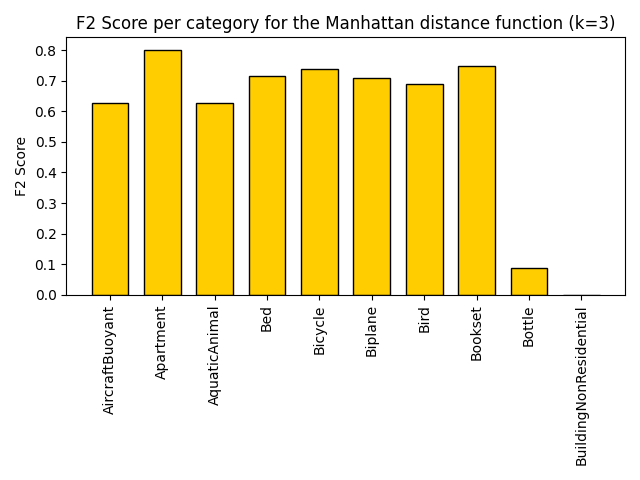 F2 Score per category for the Manhattan distance function (k=3)
F2 Score
0.8
0.7
0.6
0.5
0.4
0.3
0.2
0.1
0.0
AircraftBuoyant
Apartment
AquaticAnimal
Bed
Bicycle
Biplane
Bird
Bookset
Bottle
BuildingNonResidential